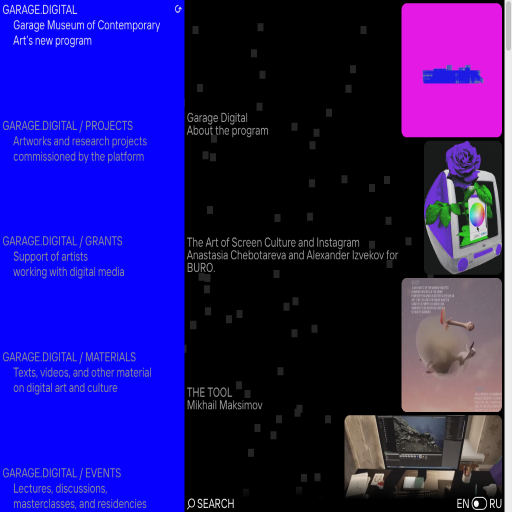 GARAGE.DIGITAL
Garage Museum of Contemporary
Art's new program
GARAGE.DIGITAL / PROJECTS
Artworks and research projects
commissioned by the platform
GARAGE.DIGITAL / GRANTS
Support of artists
working with digital media
GARAGE.DIGITAL / MATERIALS
Texts, videos, and other material
on digital art and culture
GARAGE.DIGITAL / EVENTS
Lectures, discussions,
masterclasses, and residencies
Garage Digital
About the program
The Art of Screen Culture and Instagram
Anastasia Chebotareva and Alexander Izvekov for
BURO.
THE TOOL
Mikhail Maksimov
SEARCH
EN RU